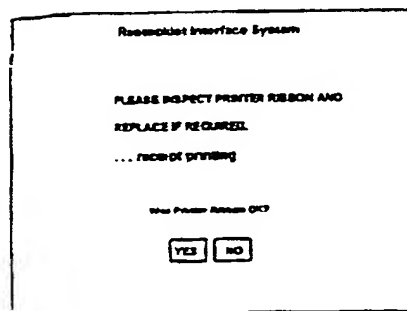 Interface System
PLEASE INSPECT PRINTER RIBBON AND
REPLACE IF REQUIRED.
... receipt printing
Was Printer Ribbon OK?
YES NO